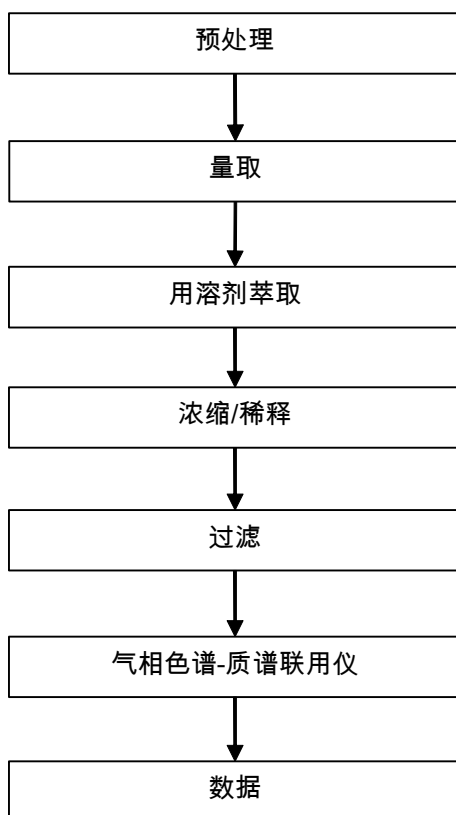 预处理
量取
用溶剂萃取
浓缩/稀释
过滤
气相色谱-质谱联用仪
数据